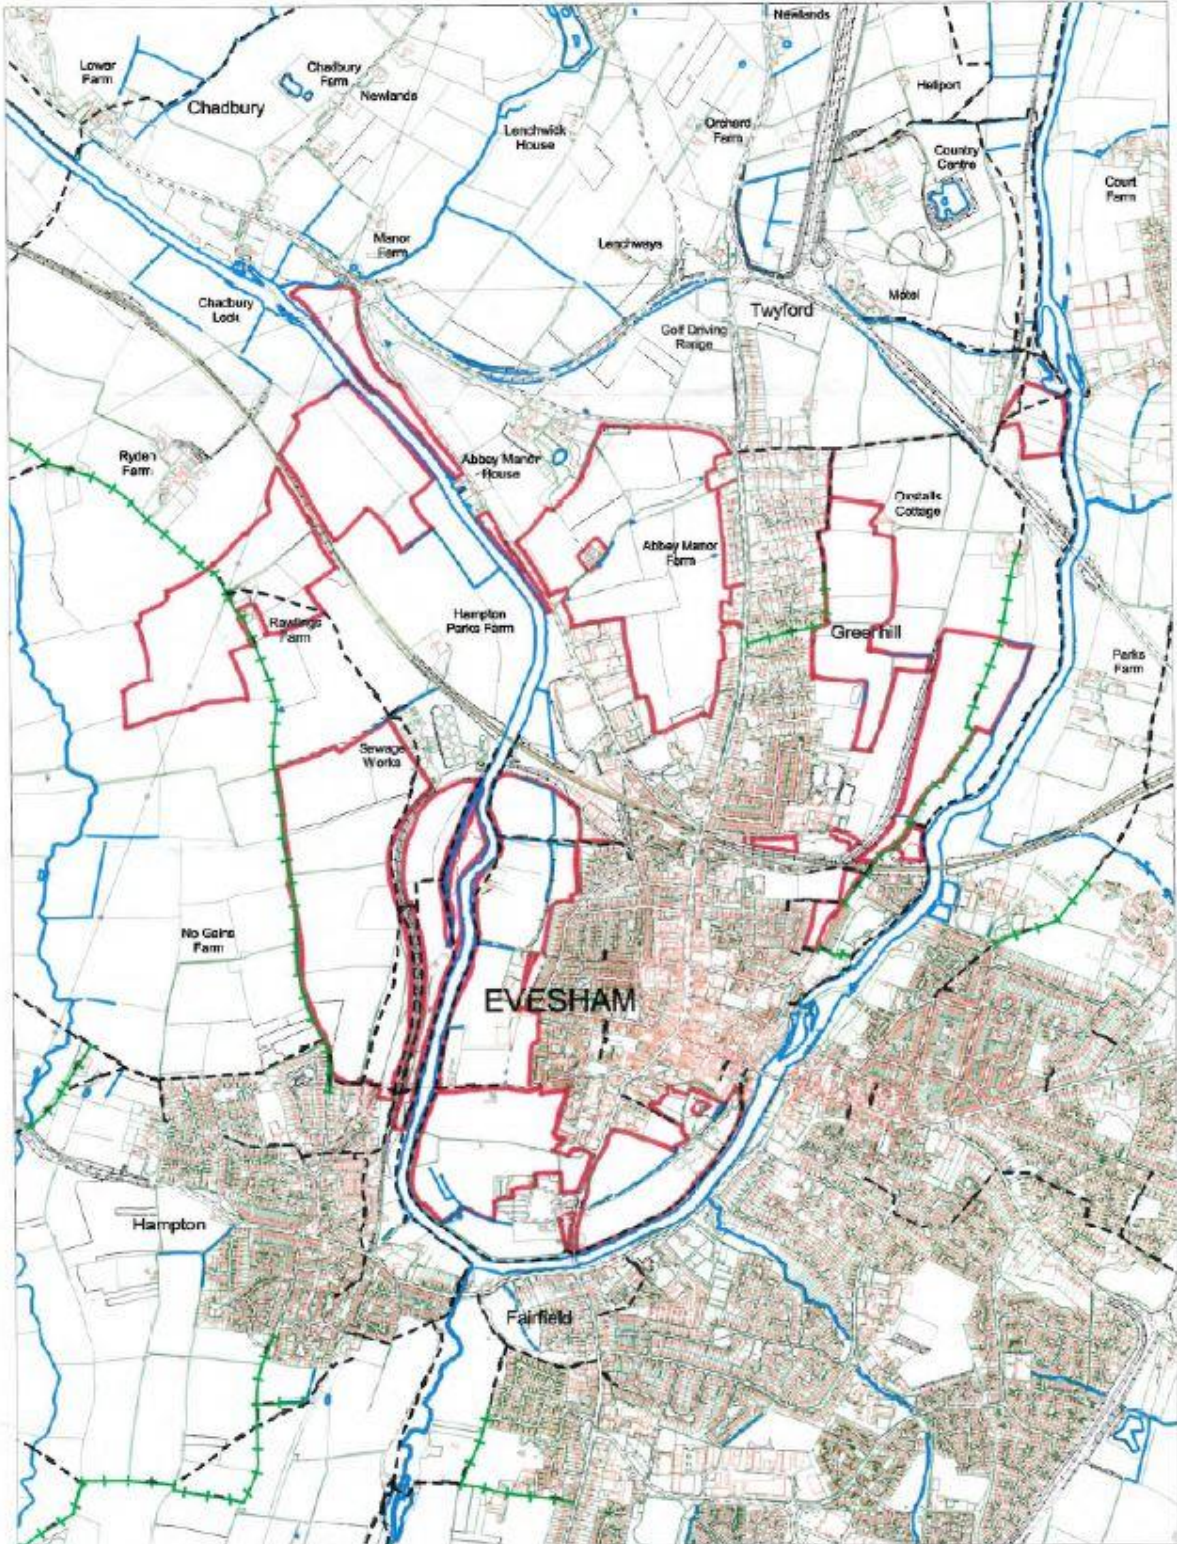 Newlands
Lower
Farm
Chadbury
Farm
Newlands
Chadbury
Heliport
Lenchwick
House
Orchard
Farm
Country
Centre
Court
Farm
Manor
Farm
Lenchways
Chadbury
Lock
Motel
Twyford
Golf Driving
Range
Ryden
Farm
Abbey Manor
House
Oxstalls
Cottage
Abbey Manor
Farm
Hampton
Parks Farm
Rawlings
Farm
Greenhill
Parks
Farm
Sewage
Works
No Gains
Farm
EVESHAM
Hampton
Fairfield